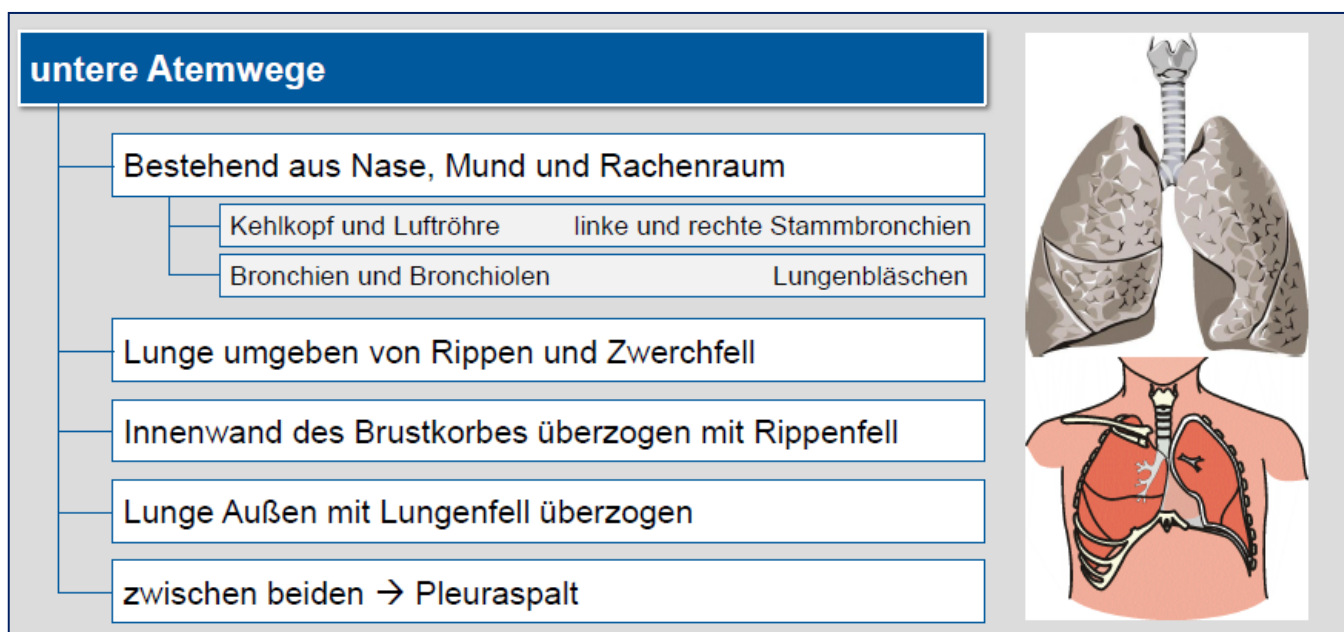 untere Atemwege
Bestehend aus Nase, Mund und Rachenraum
Kehlkopf und Luftröhre linke und rechte Stammbronchien
Bronchien und Bronchiolen Lungenbläschen
Lunge umgeben von Rippen und Zwerchfell
Innenwand des Brustkorbes überzogen mit Rippenfell
Lunge Außen mit Lungenfell überzogen
zwischen beiden → Pleuraspalt